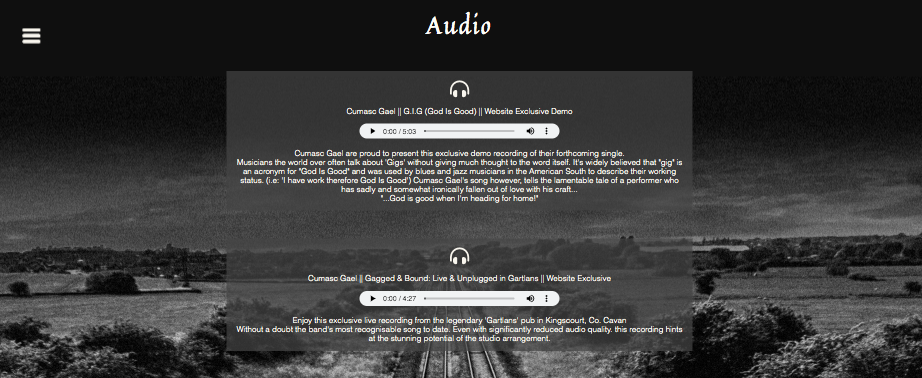 Audio
Cumasc Gael || G.I.G (God Is Good) || Website Exclusive Demo
0:00 / 5:03
Cumasc Gael are proud to present this exclusive demo recording of their forthcoming single.
Musicians the world over often talk about 'Gigs' without giving much thought to the word itself. It's widely believed that "gig" is
an acronym for "God Is Good" and was used by blues and jazz musicians in the American South to describe their working
status. (i.e: 'I have work therefore God Is Good') Cumasc Gael's song however, tells the lamentable tale of a performer who
has sadly and somewhat ironically fallen out of love with his craft...
"...God is good when I'm heading for home!"
Cumasc Gael || Gagged & Bound: Live & Unplugged in Gartlans || Website Exclusive
0:00 / 4:27
Enjoy this exclusive live recording from the legendary 'Gartlans' pub in Kingscourt, Co. Cavan
Without a doubt the band's most recognisable song to date. Even with significantly reduced audio quality. this recording hints
at the stunning potential of the studio arrangement.